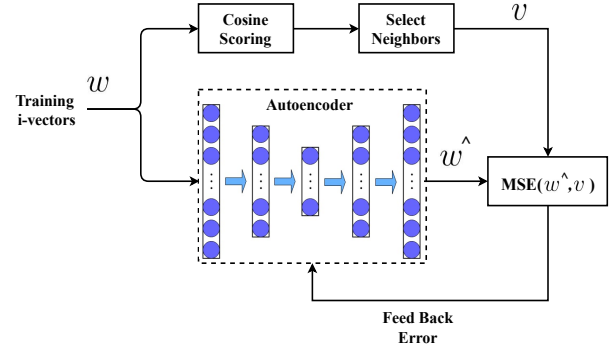 Cosine
Scoring
Select
Neighbors
v
w
Training
i-vectors
Autoencoder
w^
MSE(w^,v)
Feed Back
Error